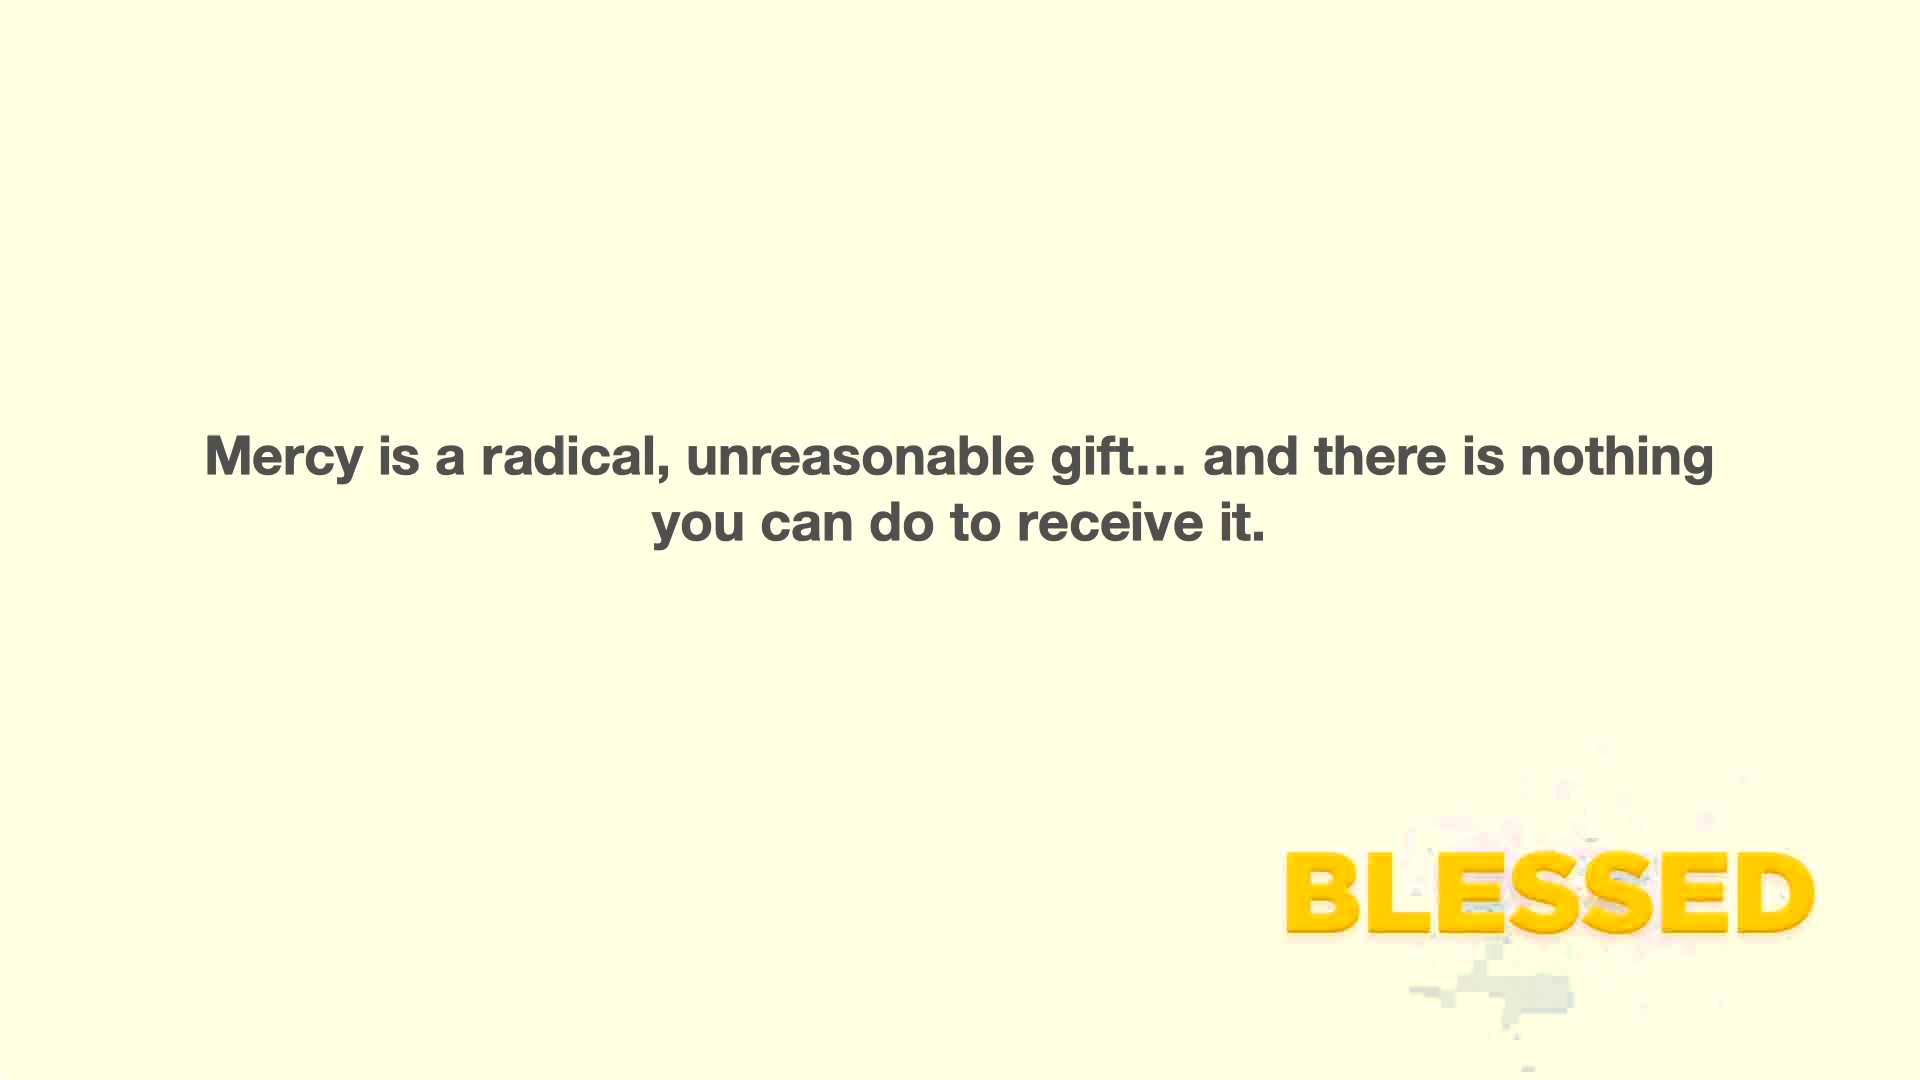 Mercy is a radical, unreasonable gift… and there is nothing
you can do to receive it.
BLESSED